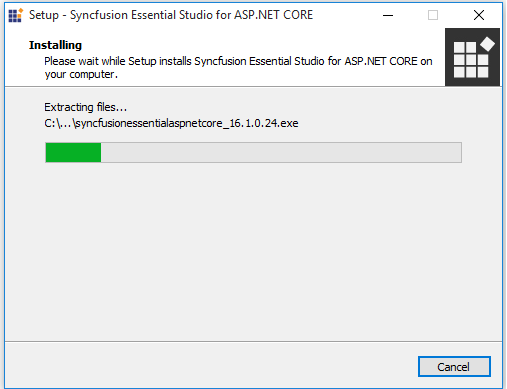 Setup - Syncfusion Essential Studio for ASP.NET CORE
Installing
Please wait while Setup installs Syncfusion Essential Studio for ASP.NET CORE on
your computer.
Extracting files...
C:\...\syncfusionessentialaspnetcore_16.1.0.24.exe
Cancel